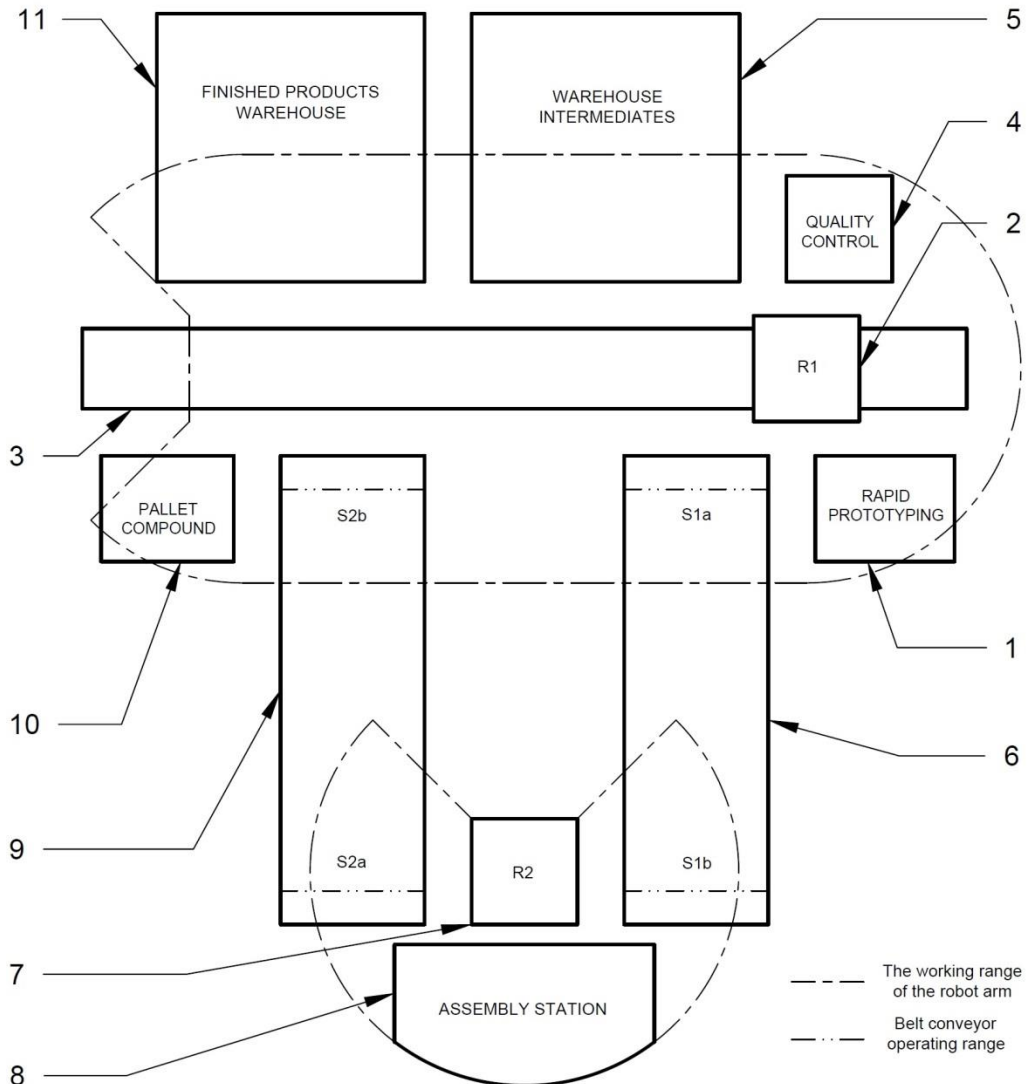 11
5
FINISHED PRODUCTS
WAREHOUSE
WAREHOUSE
INTERMEDIATES
4
QUALITY
CONTROL
2
R1
3
PALLET
COMPOUND
S2b
S1a
RAPID
PROTOTYPING
1
10
6
9
S2a
R2
S1b
7
ASSEMBLY STATION
8
The working range
of the robot arm
Belt conveyor
operating range